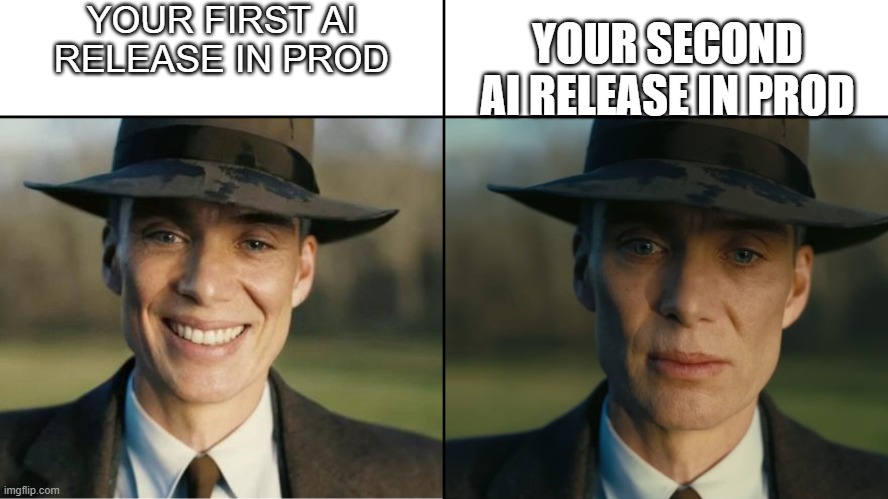 YOUR FIRST AI
RELEASE IN PROD
YOUR SECOND
AI RELEASE IN PROD
imgflip.com